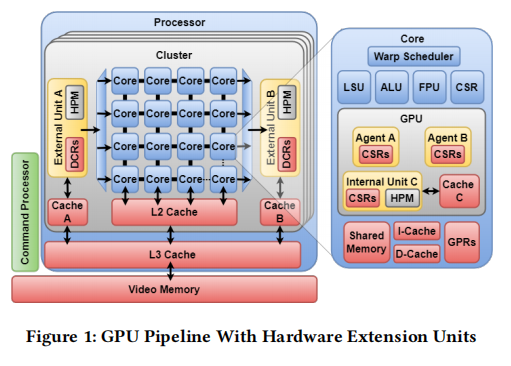 Processor
Cluster
External Unit A
HPM
DCRs
Core Core Core Core
Core Core Core Core
Core Core Core Core
Core Core Core Core
External Unit B
HPM
DCRs
Cache A
L2 Cache
Cache B
L3 Cache
Video Memory
Command Processor
Core
Warp Scheduler
LSU
ALU
FPU
CSR
GPU
Agent A
CSRs
Agent B
CSRs
Internal Unit C
CSRs
HPM
Cache C
Shared Memory
I-Cache
D-Cache
GPRs
Figure 1: GPU Pipeline With Hardware Extension Units